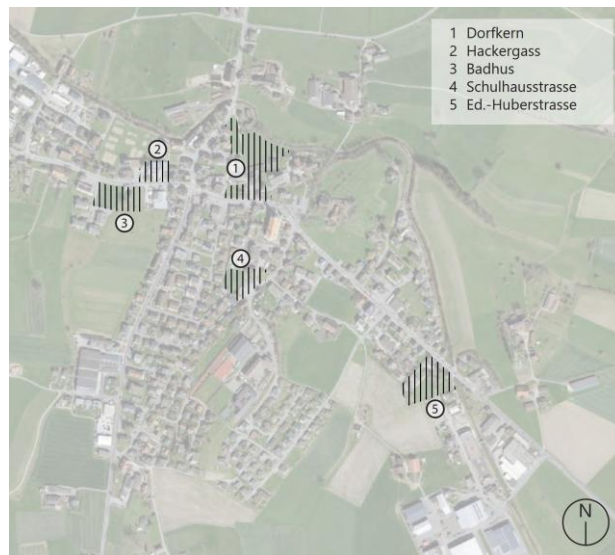 1 Dorfkern
2 Hackergass
3 Badhus
4 Schulhausstrasse
5 Ed.-Huberstrasse
2
1
3
4
5
N